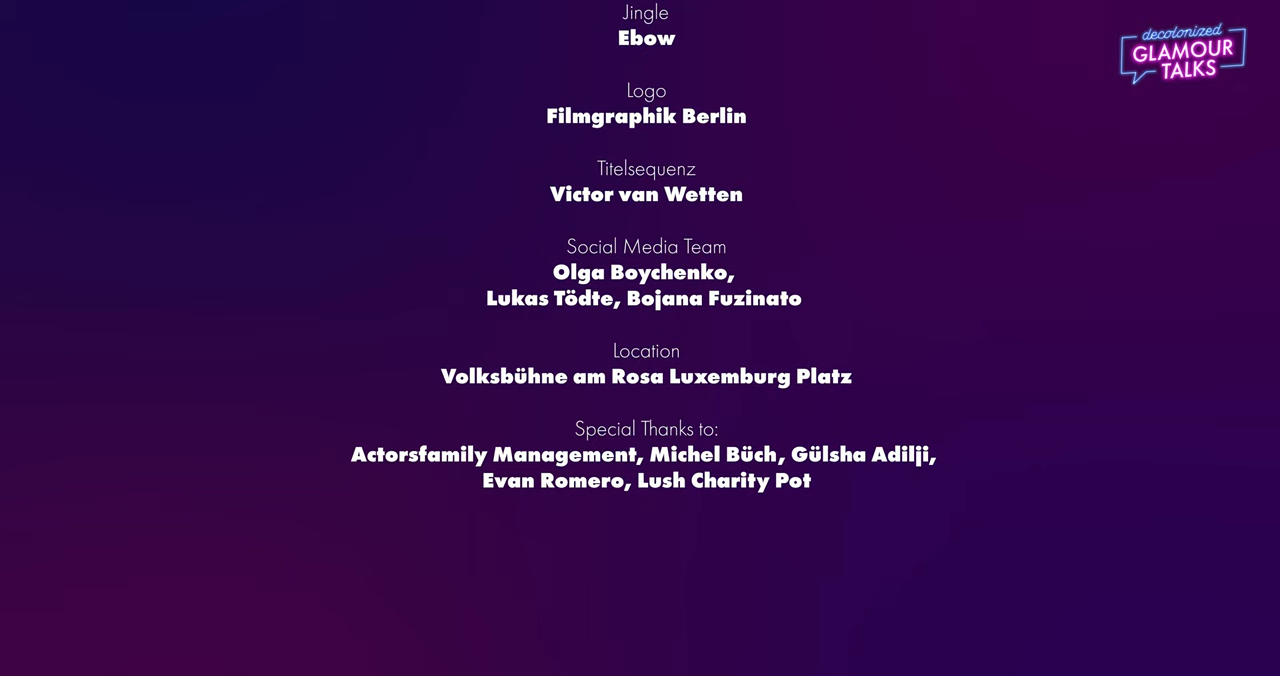 Jingle
Ebow
Logo
Filmgraphik Berlin
Titelsequenz
Victor van Wetten
Social Media Team
Olga Boychenko,
Lukas Tödte, Bojana Fuzinato
Location
Volksbühne am Rosa Luxemburg Platz
Special Thanks to:
Actorsfamily Management, Michel Büch, Gülsha Adilji,
Evan Romero, Lush Charity Pot
decolonized
GLAMOUR
TALKS